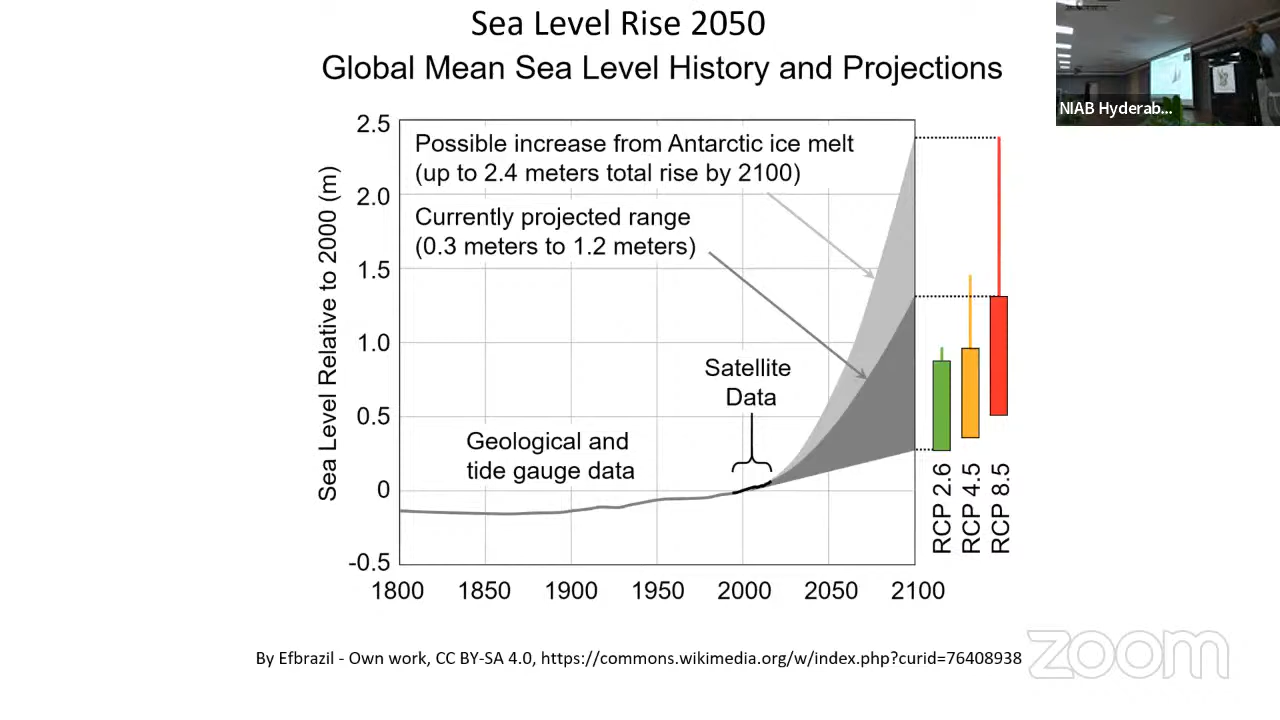 Sea Level Rise 2050
Global Mean Sea Level History and Projections
NIAB Hyderab...
Sea Level Relative to 2000 (m)
2.5
2.0
1.5
1.0
0.5
0
-0.5
Possible increase from Antarctic ice melt
(up to 2.4 meters total rise by 2100)
Currently projected range
(0.3 meters to 1.2 meters)
Satellite
Data
Geological and
tide gauge data
RCP 2.6
RCP 4.5
RCP 8.5
1800 1850 1900 1950 2000 2050 2100
By Efbrazil - Own work, CC BY-SA 4.0, https://commons.wikimedia.org/w/index.php?curid=76408938
zoom